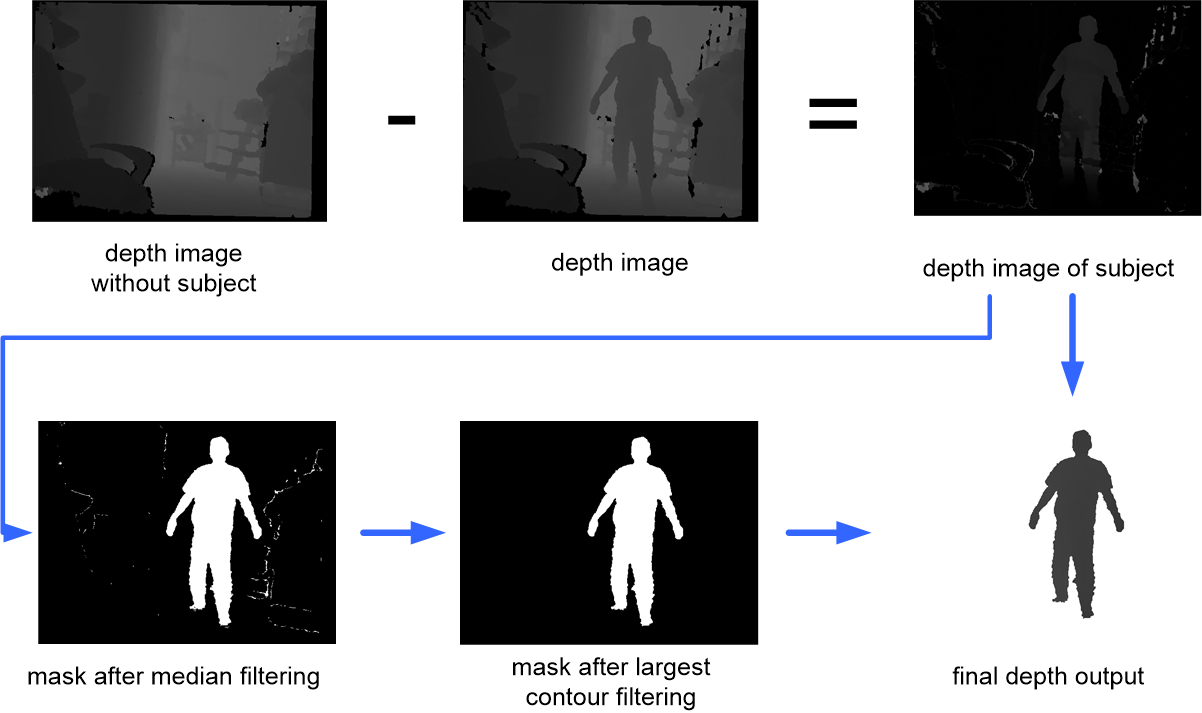 depth image
without subject
-
depth image
=
depth image of subject
mask after median filtering
mask after largest
contour filtering
final depth output